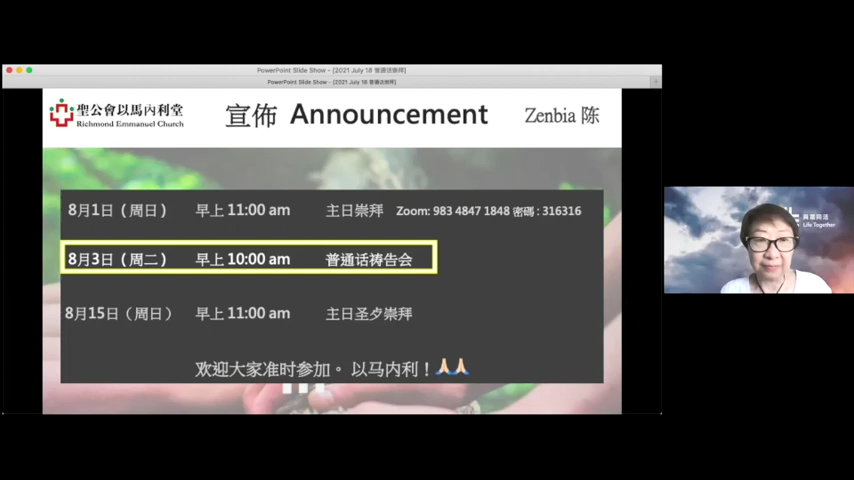 PowerPoint Slide Show - [2021 July 18 普通话崇拜]
PowerPoint Slide Show - [2021 July 18 普通话崇拜]
聖公會以馬內利堂
Richmond Emmanuel Church
宣佈 Announcement
Zenbia 陈
8月1日（周日） 早上 11:00 am 主日崇拜 Zoom: 983 4847 1848 密碼 : 316316
8月3日（周二） 早上 10:00 am 普通话祷告会
8月15日（周日） 早上 11:00 am 主日圣夕崇拜
欢迎大家准时参加。 以马内利！🙏🏻🙏🏻
Life Together